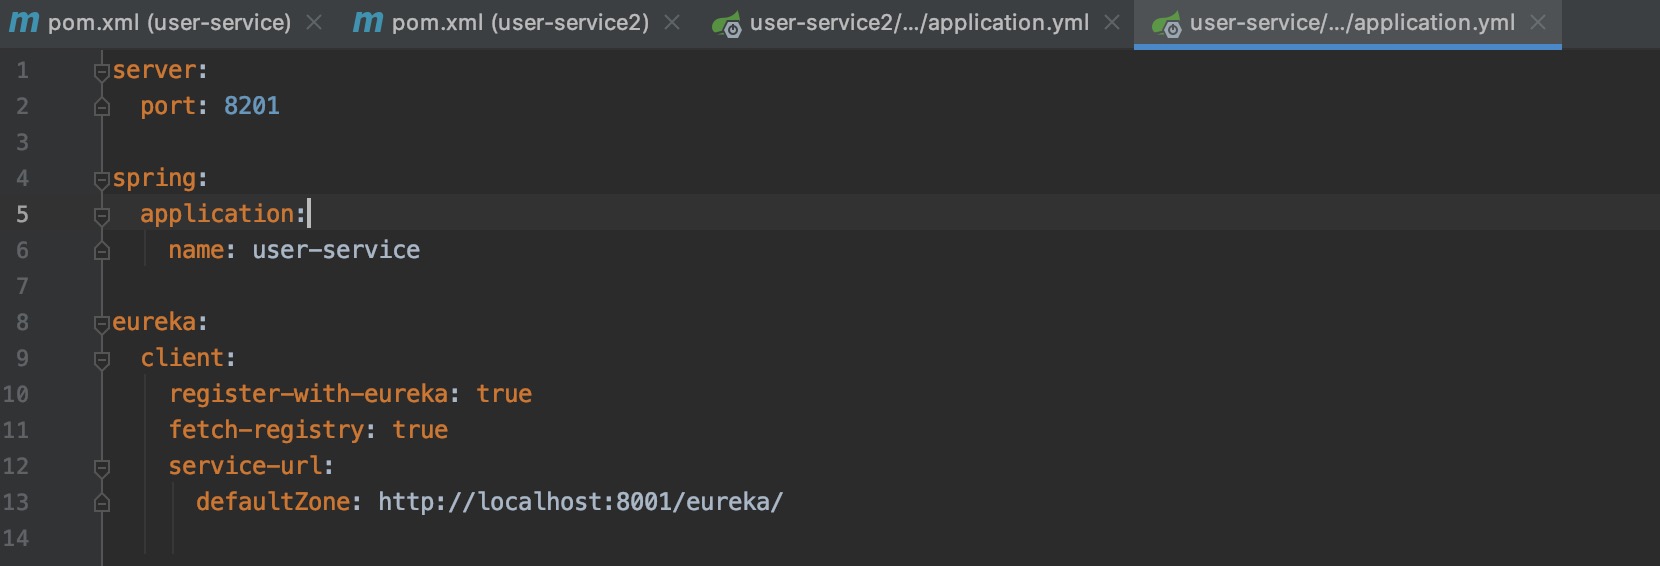 m pom.xml (user-service) pom.xml (user-service2) user-service2/.../application.yml user-service/.../application.yml
1 server:
2   port: 8201
3
4 spring:
5   application:
6     name: user-service
7
8 eureka:
9   client:
10     register-with-eureka: true
11     fetch-registry: true
12     service-url:
13       defaultZone: http://localhost:8001/eureka/
14